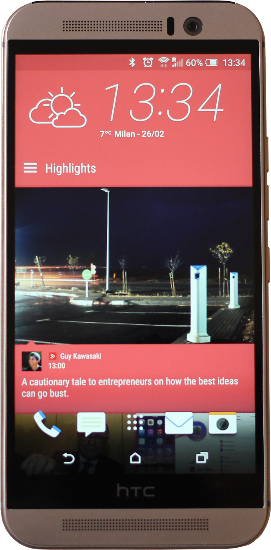 60% 13:34
13:34
7° Milan - 26/02
Highlights
Guy Kawasaki
13:00
A cautionary tale to entrepreneurs on how the best ideas
can go bust.
hTC